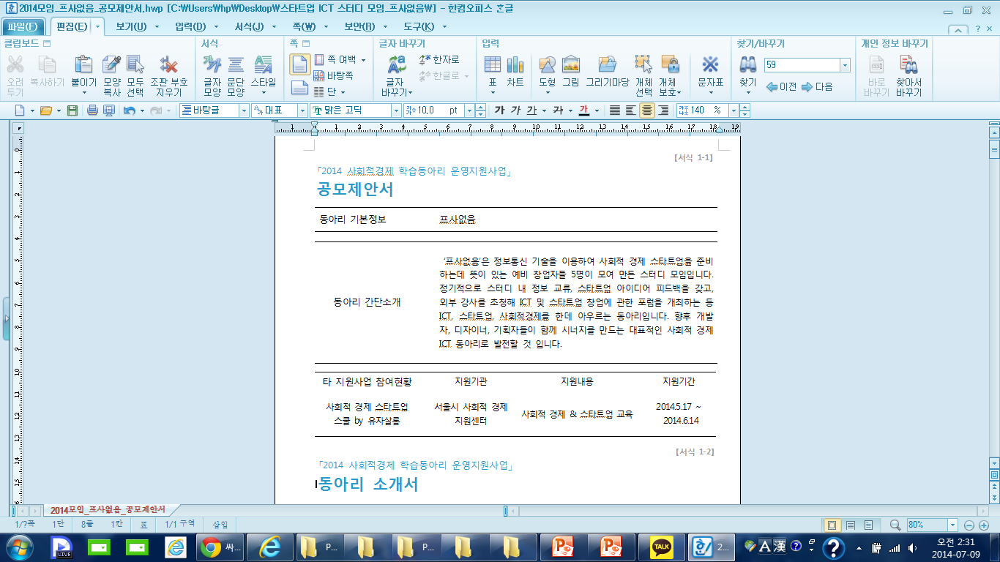 2014모임_프사없음_공모제안서.hwp [C:₩Users₩hp₩Desktop₩스타트업 ICT 스터디 모임_프사없음₩] - 한컴오피스 흔글
파일(F) 편집(E) 보기(U) 입력(D) 서식(J) 쪽(W) 보안(R) 도구(K)
클립보드 서식 쪽 글자 바꾸기 입력 찾기/바꾸기 개인 정보 바꾸기
오려 두기 복사하기 붙이기 모양 복사 모두 선택 조판 부호 지우기 글자 모양 문단 모양 스타일 쪽 여백 바탕쪽 단 글자 바꾸기 한자로 한글로 표 차트 도형 그림 그리기마당 개체 선택 개체 보호 문자표 찾기 59 이전 다음 바로 바꾸기 찾아서 바꾸기
바탕글 대표 맑은 고딕 10.0 pt 가 가 가 가 가 140 %
1 1 2 3 4 5 6 7 8 9 10 11 12 13 14 15 16 17 18 19
[서식 1-1]
「2014 사회적경제 학습동아리 운영지원사업」
공모제안서
동아리 기본정보 프사없음
동아리 간단소개
'프사없음'은 정보통신 기술을 이용하여 사회적 경제 스타트업을 준비
하는데 뜻이 있는 예비 창업자들 5명이 모여 만든 스터디 모임입니다.
정기적으로 스터디 내 정보 교류, 스타트업 아이디어 피드백을 갖고,
외부 강사를 초청해 ICT 및 스타트업 창업에 관한 포럼을 개최하는 등
ICT, 스타트업, 사회적경제를 한데 아우르는 동아리입니다. 향후 개발
자, 디자이너, 기획자들이 함께 시너지를 만드는 대표적인 사회적 경제
ICT 동아리로 발전할 것 입니다.
타 지원사업 참여현황 지원기관 지원내용 지원기간
사회적 경제 스타트업 스쿨 by 유자살롱
서울시 사회적 경제 지원센터
사회적 경제 & 스타트업 교육
2014.5.17 ~ 2014.6.14
[서식 1-2]
「2014 사회적경제 학습동아리 운영지원사업」
동아리 소개서
2014모임_프사없음_공모제안서
1/?쪽 1단 8줄 1칸 표 1/1 구역 삽입 80%
LIVE 싸... P... P... TALK 2... A 漢 오전 2:31
2014-07-09